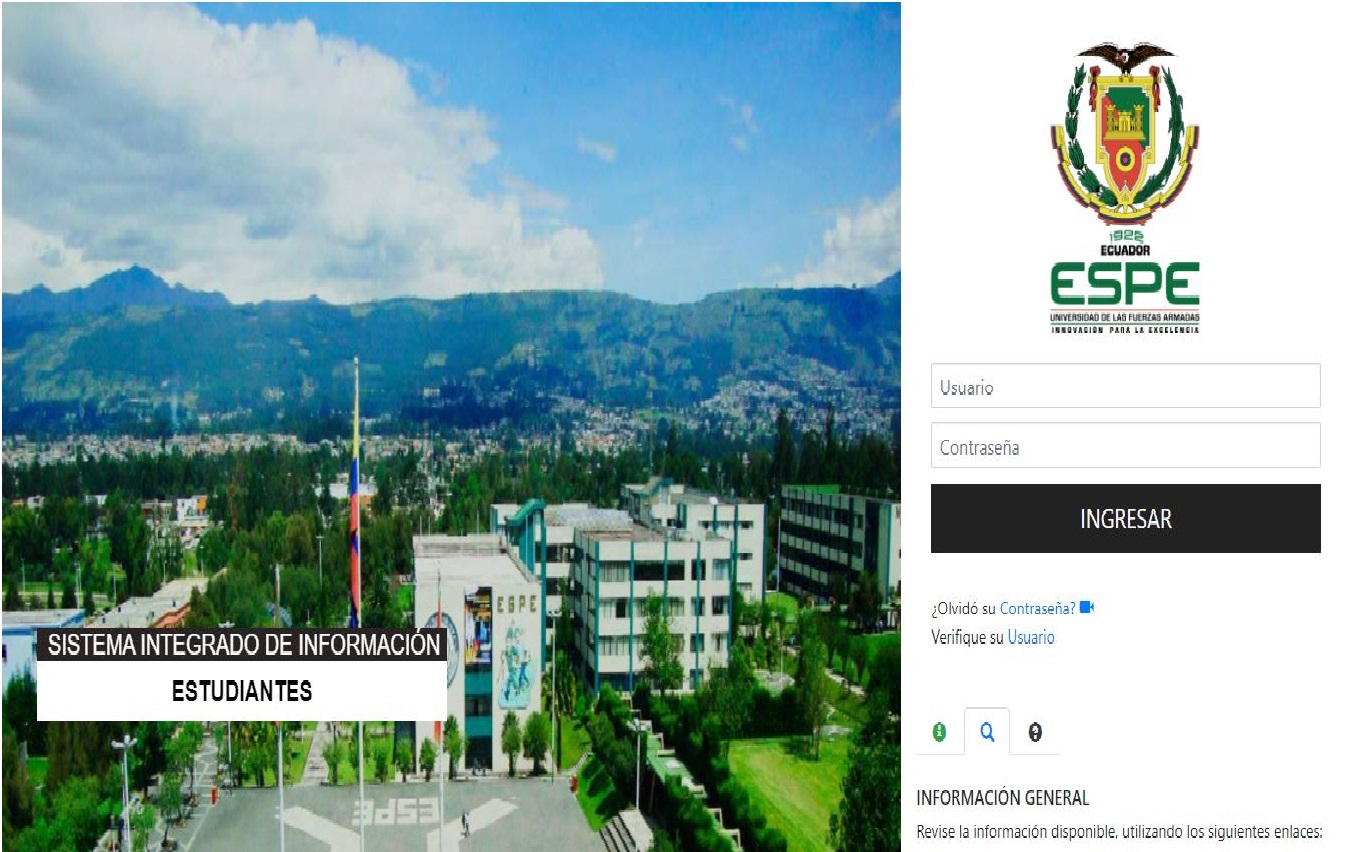 SISTEMA INTEGRADO DE INFORMACIÓN
ESTUDIANTES
ESPE
ESPE
1922
ECUADOR
ESPE
UNIVERSIDAD DE LAS FUERZAS ARMADAS
INNOVACIÓN PARA LA EXCELENCIA
Usuario
Contraseña
INGRESAR
¿Olvidó su Contraseña?
Verifique su Usuario
INFORMACIÓN GENERAL
Revise la información disponible, utilizando los siguientes enlaces: